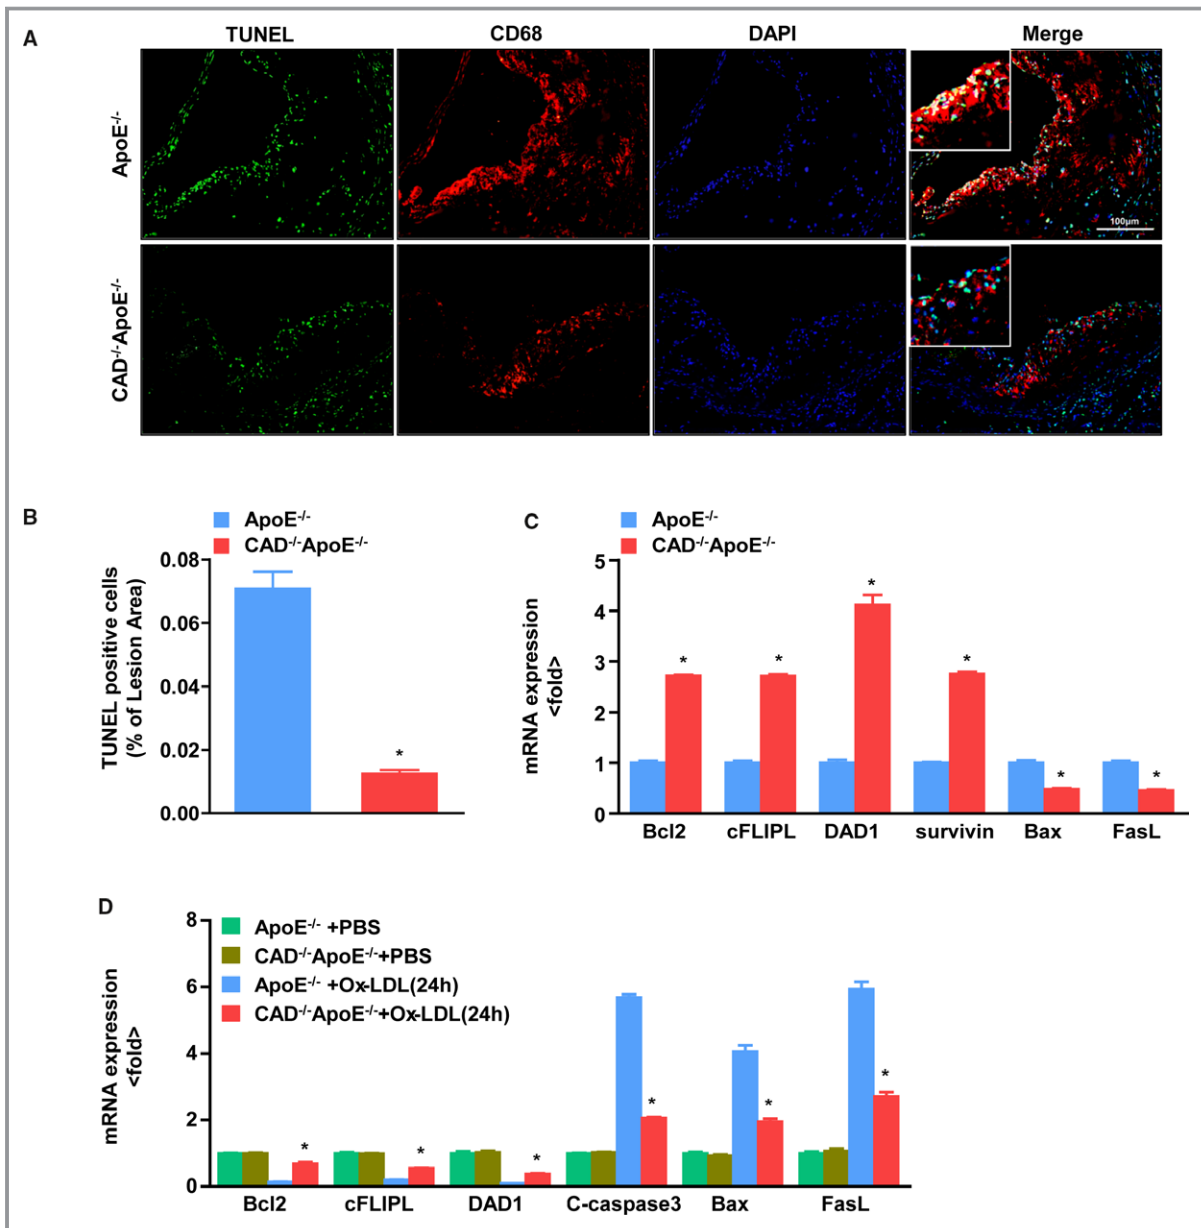 A
TUNEL CD68 DAPI Merge
ApoE-/-
100μm
CAD-/-ApoE-/-
B
ApoE-/-
CAD-/-ApoE-/-
TUNEL positive cells
(% of Lesion Area)
0.08
0.06
0.04
0.02
0.00
*
C
ApoE-/-
CAD-/-ApoE-/-
mRNA expression
<fold>
5
4
3
2
1
0
* * * * * *
Bcl2 cFLIPL DAD1 survivin Bax FasL
D
ApoE-/- +PBS
CAD-/-ApoE-/-+PBS
ApoE-/- +Ox-LDL(24h)
CAD-/-ApoE-/-+Ox-LDL(24h)
mRNA expression
<fold>
8
6
4
2
0
* * * * * *
Bcl2 cFLIPL DAD1 C-caspase3 Bax FasL